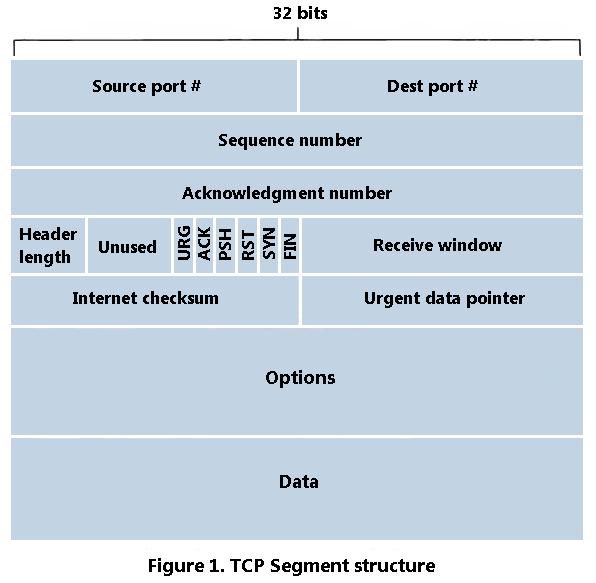 32 bits
Source port #
Dest port #
Sequence number
Acknowledgment number
Header
length
Unused
URG
ACK
PSH
RST
SYN
FIN
Receive window
Internet checksum
Urgent data pointer
Options
Data
Figure 1. TCP Segment structure